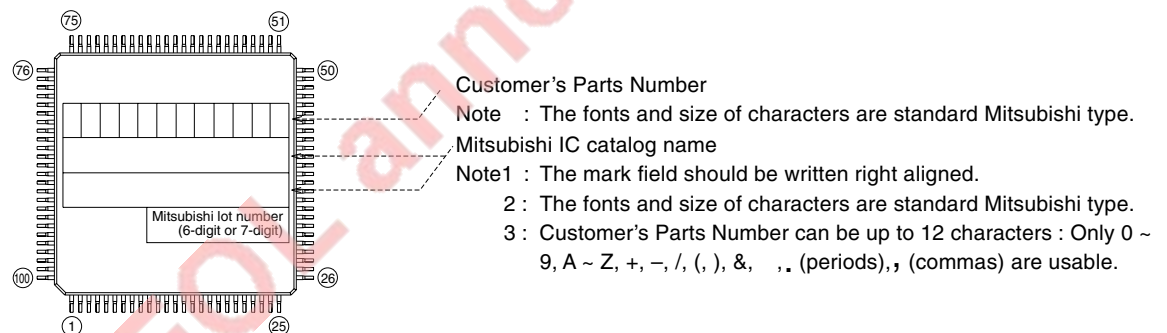 75 51
76 50
Customer's Parts Number
Note : The fonts and size of characters are standard Mitsubishi type.
Mitsubishi IC catalog name
Note1 : The mark field should be written right aligned.
2 : The fonts and size of characters are standard Mitsubishi type.
3 : Customer's Parts Number can be up to 12 characters : Only 0 ~
9, A ~ Z, +, –, /, (, ), &, , . (periods), , (commas) are usable.
Mitsubishi lot number
(6-digit or 7-digit)
100 26
1 25